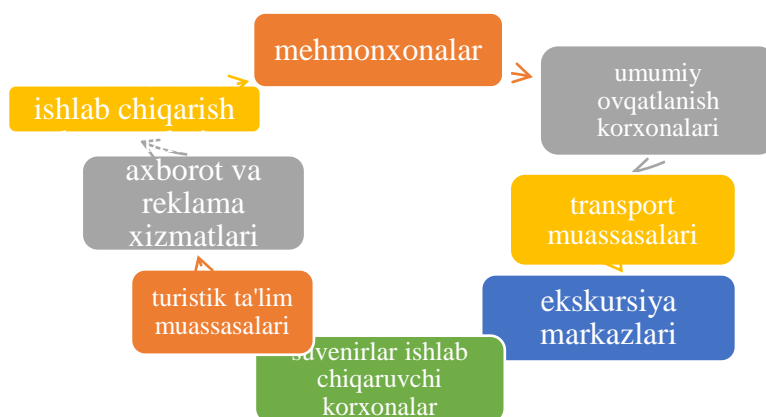 mehmonxonalar
umumiy
ovqatlanish
korxonalari
transport
muassasalari
ekskursiya
markazlari
suvenirlar ishlab
chiqaruvchi
korxonalar
turistik ta'lim
muassasalari
axborot va
reklama
xizmatlari
ishlab chiqarish